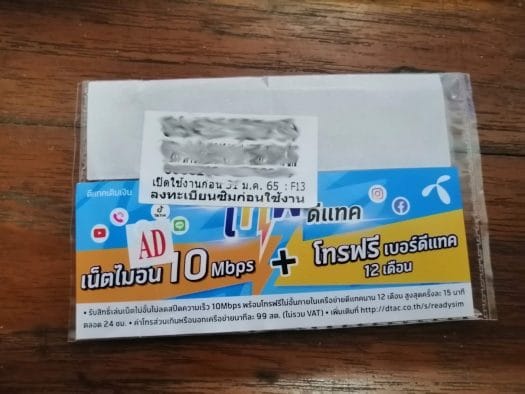 เปิดใช้งานก่อน 31 ม.ค. 65 : F13
ลงทะเบียนซิมก่อนใช้งาน
ดีแทคเติมเงิน
ดีแทค
AD
เน็ตไมอน 10 Mbps
+
โทรฟรี เบอร์ดีแทค
12 เดือน
• รับสิทธิ์เล่นเน็ตไม่อั้นไม่ลดสปีดความเร็ว 10Mbps พร้อมโทรฟรีไม่อั้นภายในเครือข่ายดีแทคนาน 12 เดือน สูงสุดครั้งละ 15 นาที
ตลอด 24 ชม. • ค่าโทรส่วนเกินหรือนอกเครือข่ายนาทีละ 99 สต. (ไม่รวม VAT) • เพิ่มเติมที่ http://dtac.co.th/s/readysim